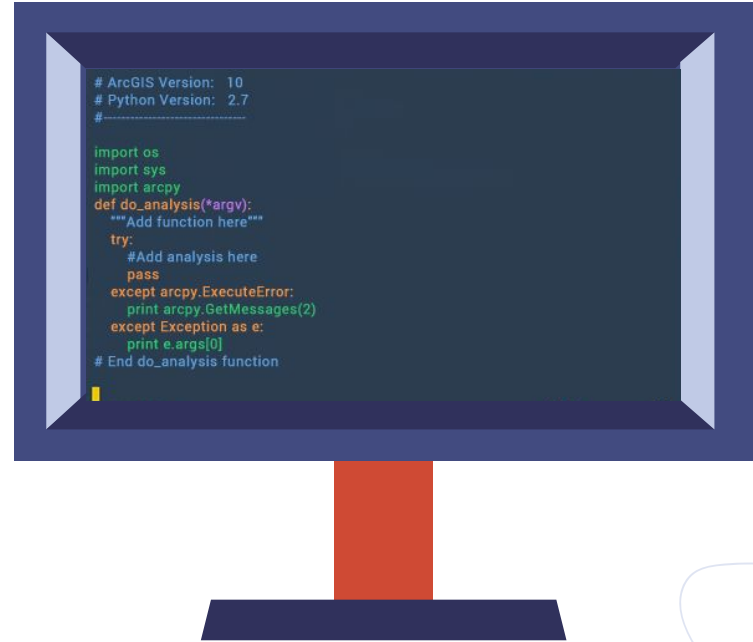 # ArcGIS Version:  10
# Python Version:  2.7
#--------------------------------
import os
import sys
import arcpy
def do_analysis(*argv):
"""Add function here"""
try:
#Add analysis here
pass
except arcpy.ExecuteError:
print arcpy.GetMessages(2)
except Exception as e:
print e.args[0]
# End do_analysis function